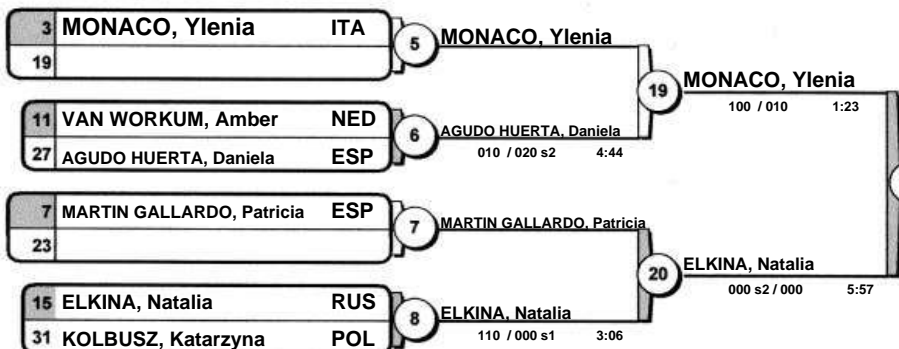 3 MONACO, Ylenia ITA
19
5 MONACO, Ylenia
19 MONACO, Ylenia
100 / 010 1:23
11 VAN WORKUM, Amber NED
27 AGUDO HUERTA, Daniela ESP
6 AGUDO HUERTA, Daniela
010 / 020 s2 4:44
7 MARTIN GALLARDO, Patricia ESP
23
7 MARTIN GALLARDO, Patricia
20 ELKINA, Natalia
000 s2 / 000 5:57
15 ELKINA, Natalia RUS
31 KOLBUSZ, Katarzyna POL
8 ELKINA, Natalia
110 / 000 s1 3:06